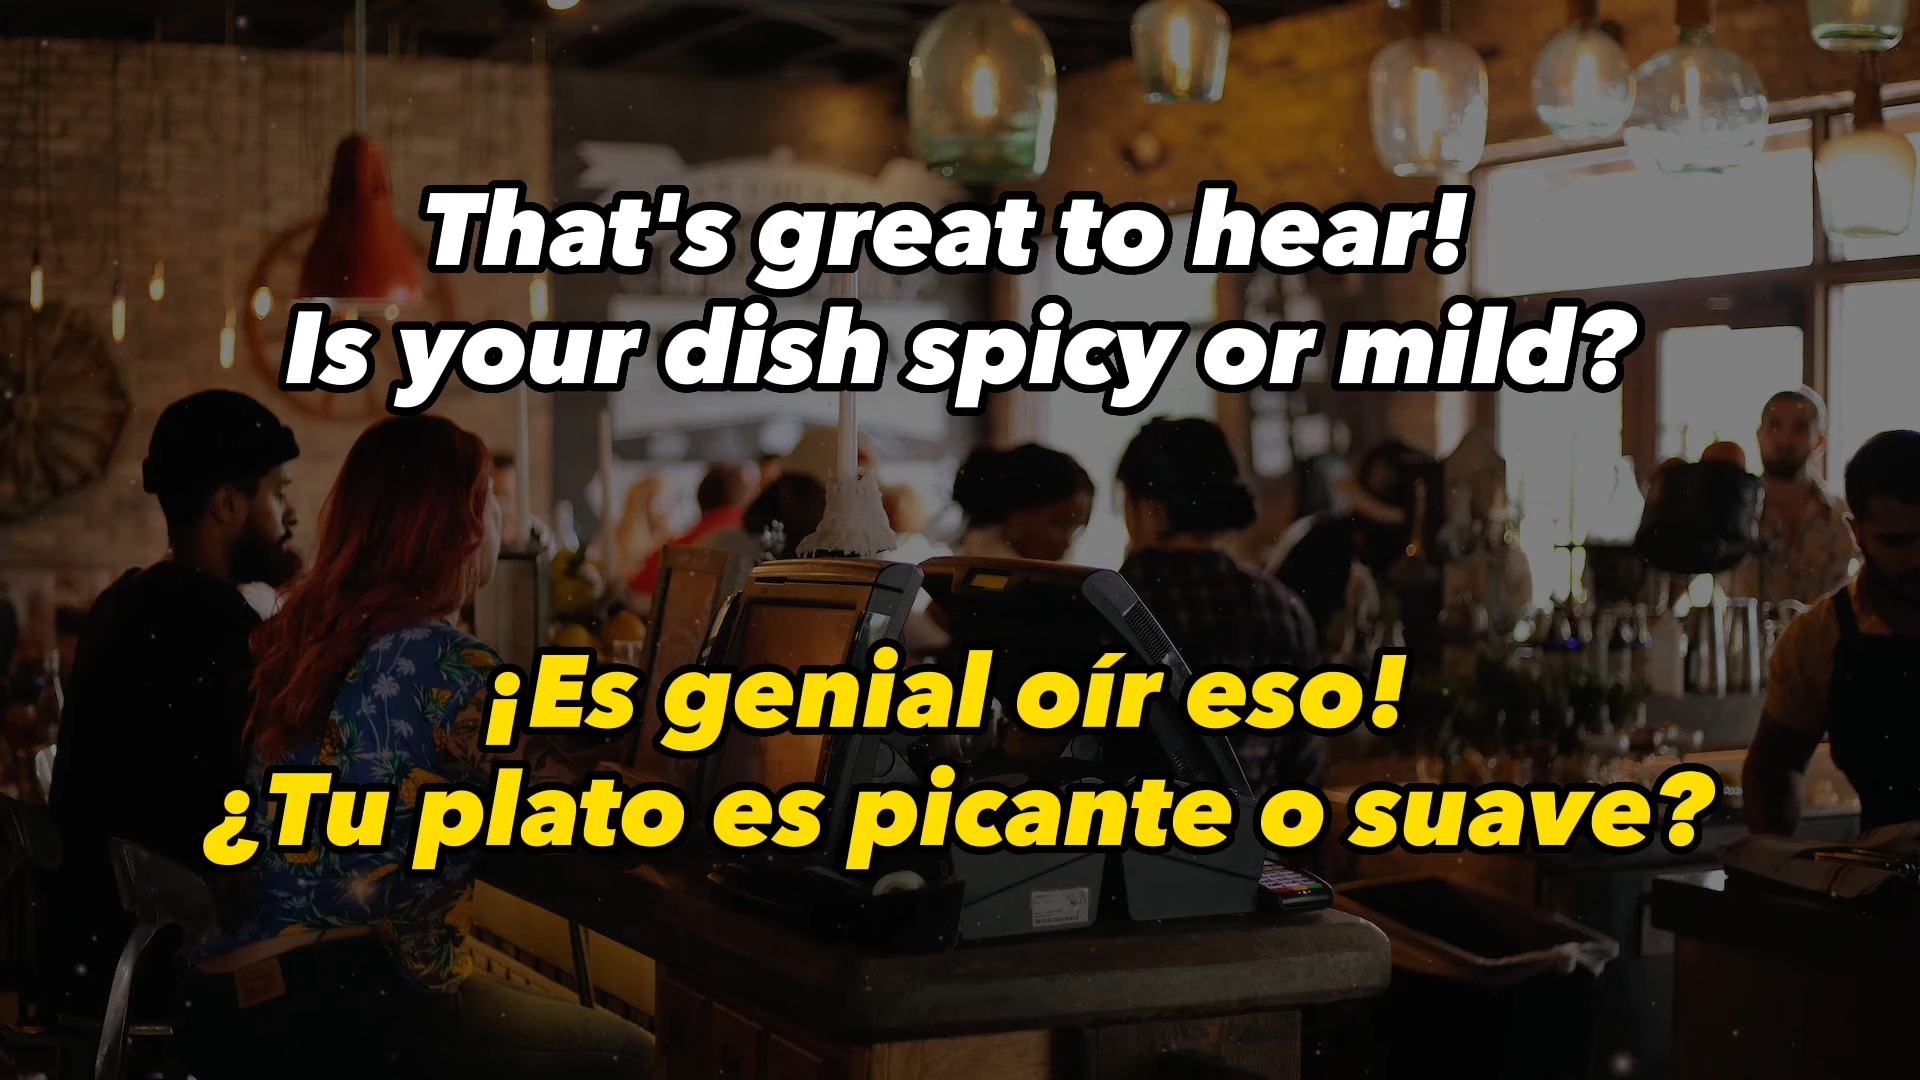 That's great to hear!
Is your dish spicy or mild?
¡Es genial oír eso!
¿Tu plato es picante o suave?